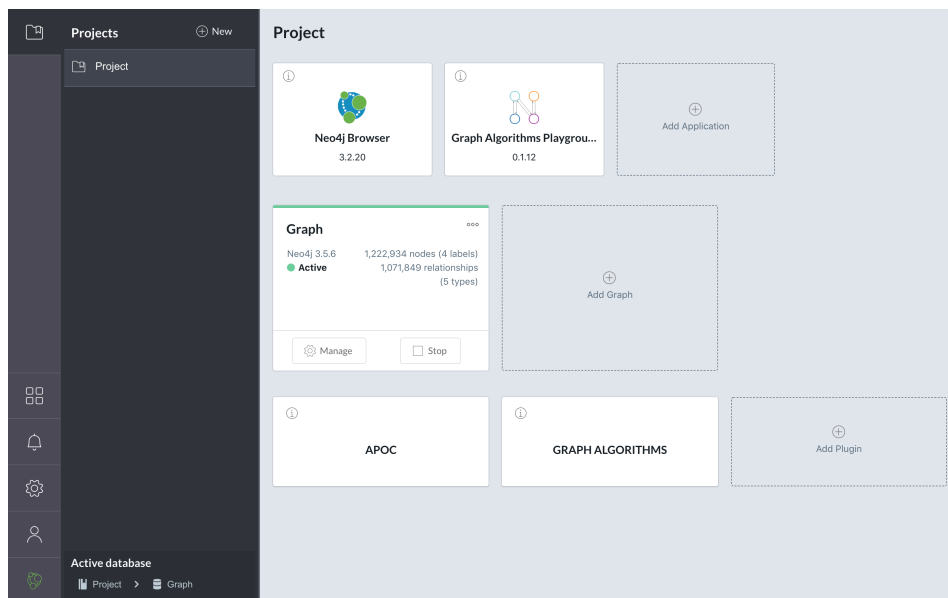 Projects
New
Project
Project
Neo4j Browser
3.2.20
Graph Algorithms Playgrou...
0.1.12
Add Application
Graph
Neo4j 3.5.6
Active
1,222,934 nodes (4 labels)
1,071,849 relationships
(5 types)
Manage
Stop
Add Graph
APOC
GRAPH ALGORITHMS
Add Plugin
Active database
Project > Graph